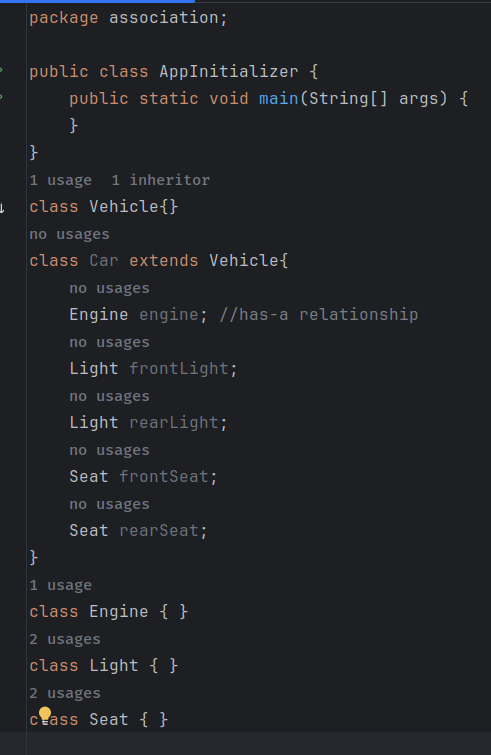 package association;
public class AppInitializer {
public static void main(String[] args) {
}
}
1 usage  1 inheritor
class Vehicle{}
no usages
class Car extends Vehicle{
no usages
Engine engine; //has-a relationship
no usages
Light frontLight;
no usages
Light rearLight;
no usages
Seat frontSeat;
no usages
Seat rearSeat;
}
1 usage
class Engine { }
2 usages
class Light { }
2 usages
class Seat { }